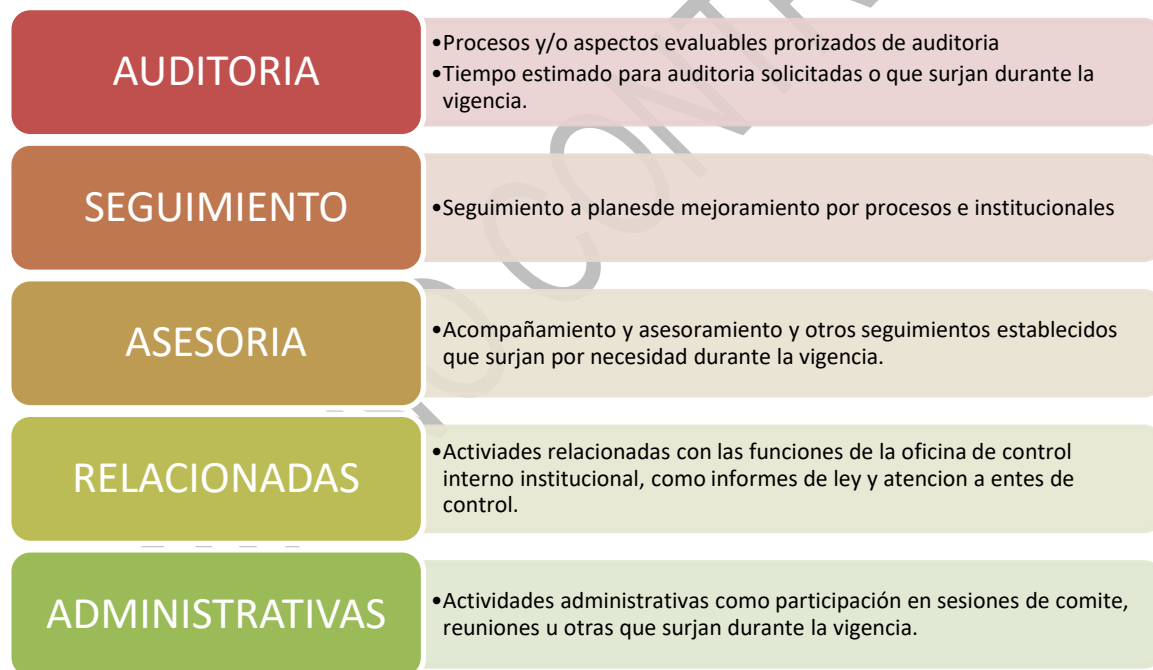 AUDITORIA
•Procesos y/o aspectos evaluables prorizados de auditoria
•Tiempo estimado para auditoria solicitadas o que surjan durante la
vigencia.
SEGUIMIENTO
•Seguimiento a planesde mejoramiento por procesos e institucionales
ASESORIA
•Acompañamiento y asesoramiento y otros seguimientos establecidos
que surjan por necesidad durante la vigencia.
RELACIONADAS
•Activiades relacionadas con las funciones de la oficina de control
interno institucional, como informes de ley y atencion a entes de
control.
ADMINISTRATIVAS
•Actividades administrativas como participación en sesiones de comite,
reuniones u otras que surjan durante la vigencia.